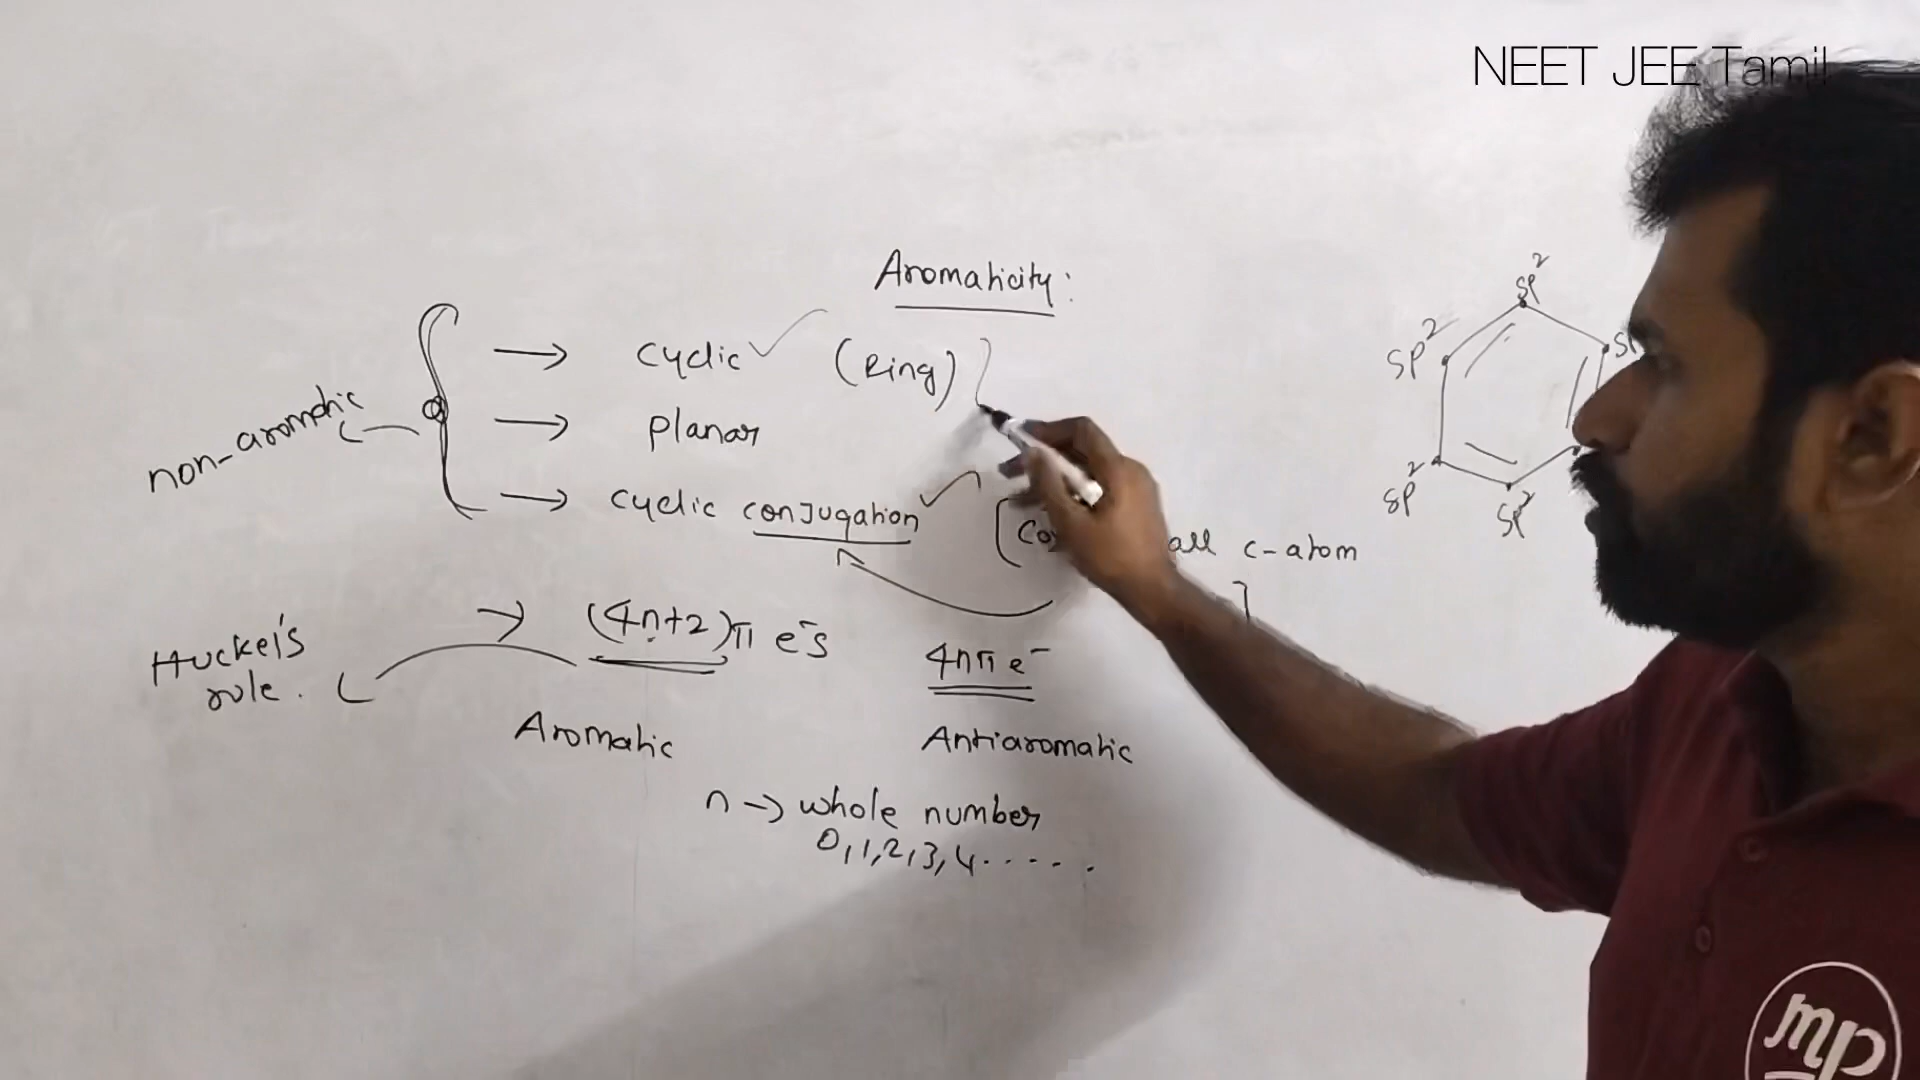 NEET JEE Tamil
Aromaticity:
→ cyclic ✓ (Ring)
→ planar
non-aromatic
→ cyclic conjugation ✓
all c-atom
]
Huckel's
rule.
→ (4n+2)π e⁻s
4nπ e⁻
Aromatic
Antiaromatic
n → whole number
0,1,2,3,4.....
sp²
sp²
sp²
sp²
mp